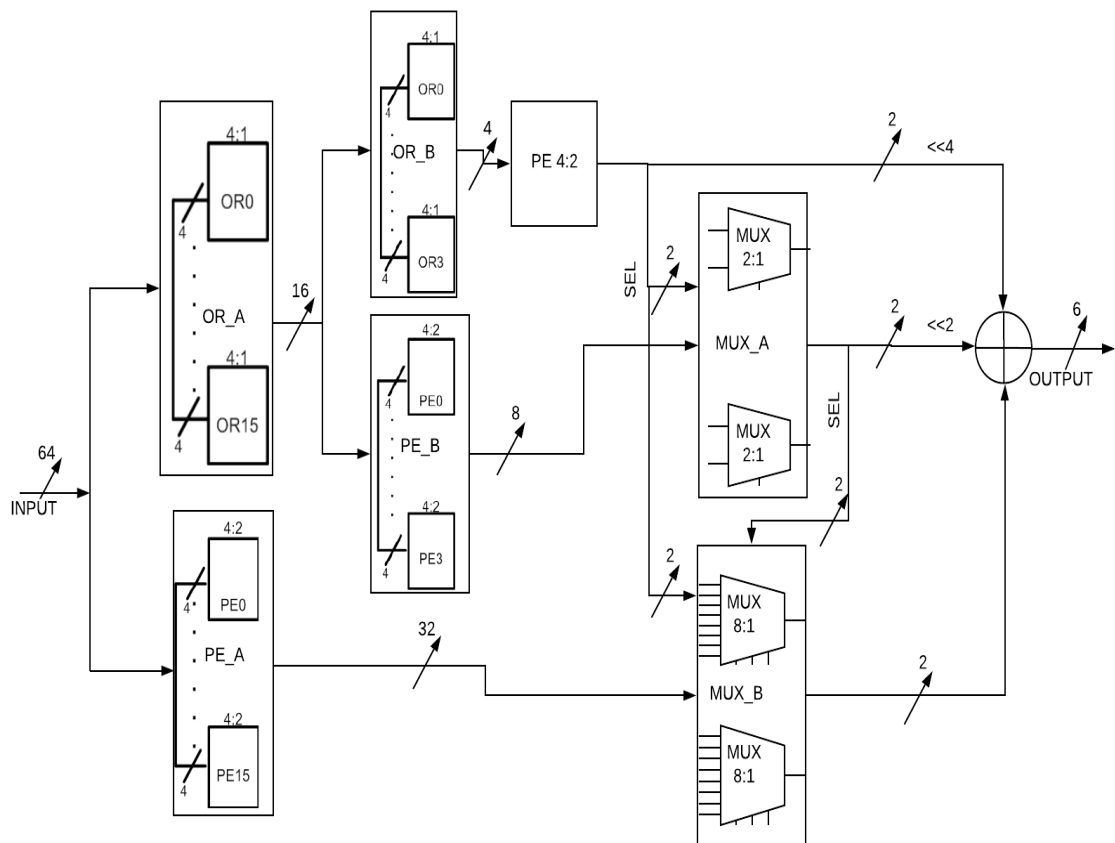 INPUT
64
4:1
OR0
4
OR_A
4:1
OR15
4
16
4:1
OR0
4
OR_B
4:1
OR3
4
4
PE 4:2
2
<<4
4:2
PE0
4
PE_B
4:2
PE3
4
8
4:2
PE0
4
PE_A
4:2
PE15
4
32
SEL
2
MUX
2:1
MUX_A
MUX
2:1
2
<<2
SEL
2
2
MUX
8:1
MUX_B
MUX
8:1
2
6
OUTPUT